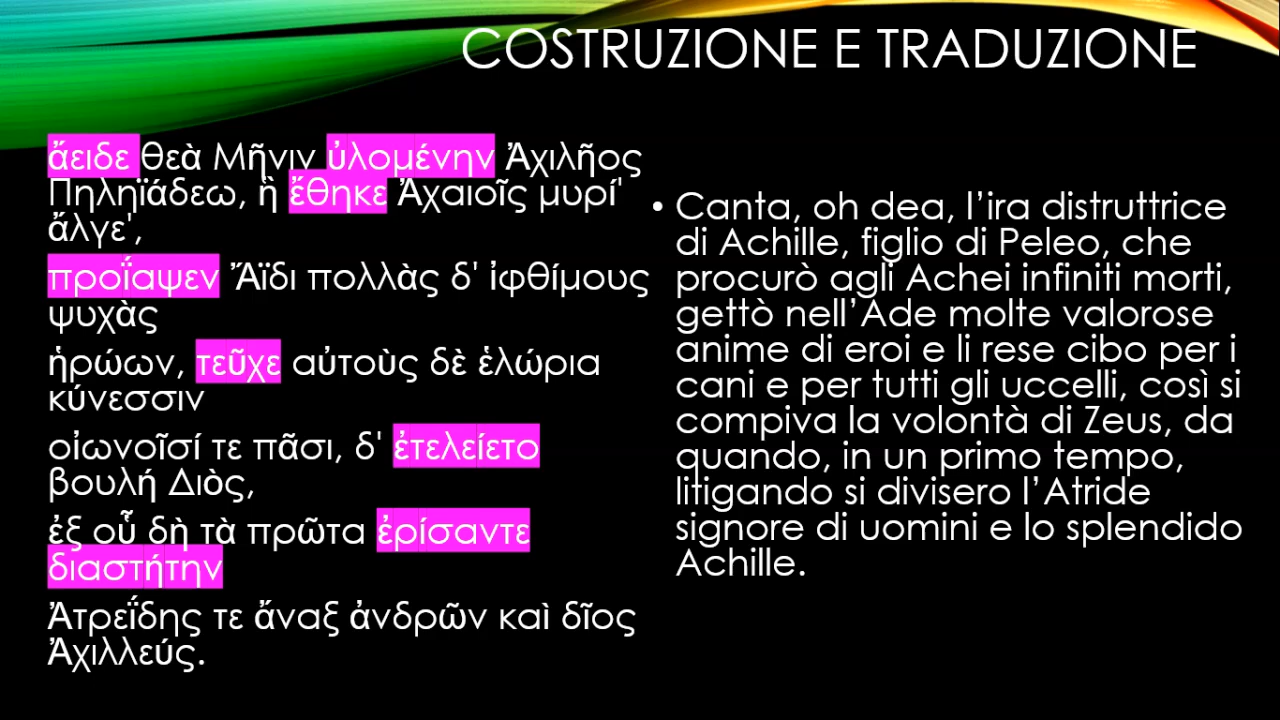 COSTRUZIONE E TRADUZIONE
ἄειδε θεὰ Μῆνιν ὐλομένην Ἀχιλῆος
Πηληϊάδεω, ἣ ἔθηκε Ἀχαιοῖς μυρί'
ἄλγε',
προΐαψεν Ἄϊδι πολλὰς δ' ἰφθίμους
ψυχὰς
ἡρώων, τεῦχε αὐτοὺς δὲ ἑλώρια
κύνεσσιν
οἰωνοῖσί τε πᾶσι, δ' ἐτελείετο
βουλή Διὸς,
ἐξ οὗ δὴ τὰ πρῶτα ἐρίσαντε
διαστήτην
Ἀτρεΐδης τε ἄναξ ἀνδρῶν καὶ δῖος
Ἀχιλλεύς.
• Canta, oh dea, l’ira distruttrice
di Achille, figlio di Peleo, che
procurò agli Achei infiniti morti,
gettò nell’Ade molte valorose
anime di eroi e li rese cibo per i
cani e per tutti gli uccelli, così si
compiva la volontà di Zeus, da
quando, in un primo tempo,
litigando si divisero l’Atride
signore di uomini e lo splendido
Achille.